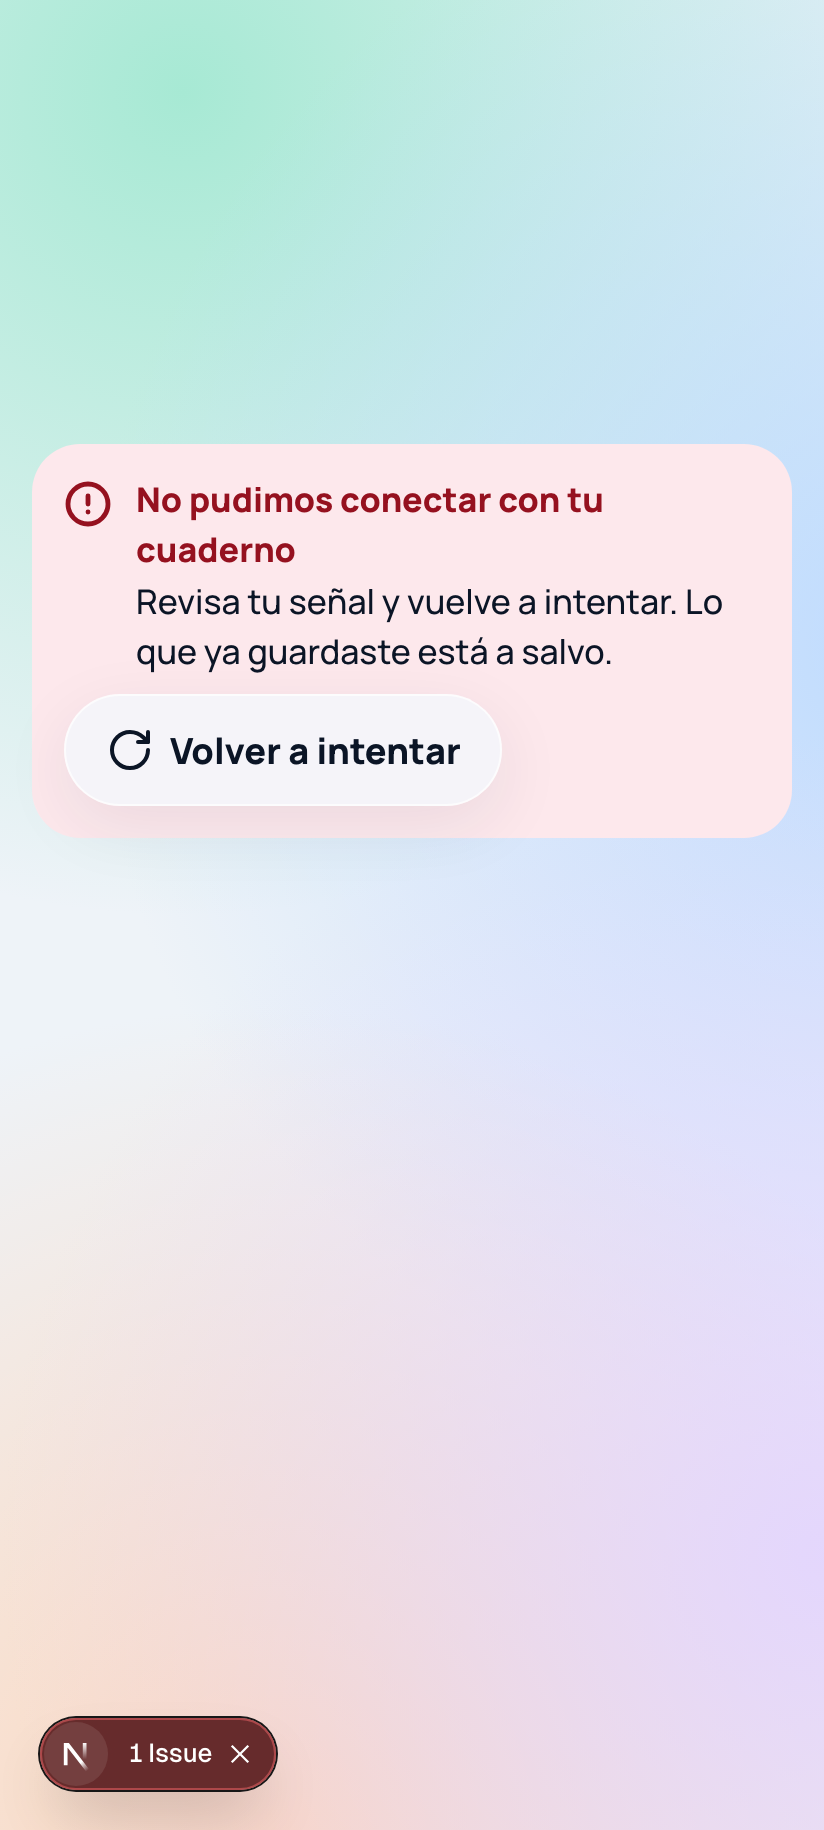 No pudimos conectar con tu
cuaderno
Revisa tu señal y vuelve a intentar. Lo
que ya guardaste está a salvo.
Volver a intentar
N 1 Issue